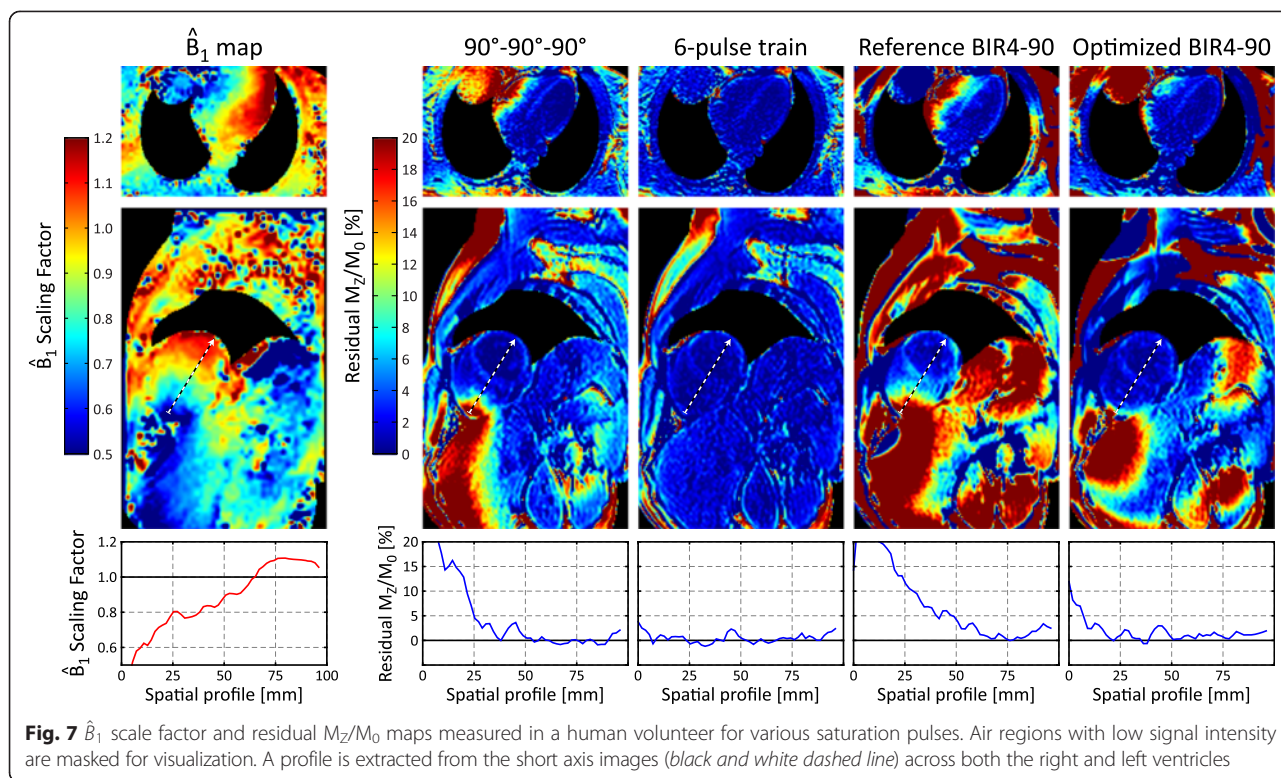 B̂₁ map
90°-90°-90°
6-pulse train
Reference BIR4-90
Optimized BIR4-90
B̂₁ Scaling Factor
1.2
1.1
1.0
0.9
0.8
0.7
0.6
0.5
Residual M_Z/M₀ [%]
20
18
16
14
12
10
8
6
4
2
0
B̂₁ Scaling Factor
1.2
1.0
0.8
0.6
0 25 50 75 100
Spatial profile [mm]
Residual M_Z/M₀ [%]
20
15
10
5
0
0 25 50 75
Spatial profile [mm]
0 25 50 75
Spatial profile [mm]
0 25 50 75
Spatial profile [mm]
0 25 50 75
Spatial profile [mm]
Fig. 7 B̂₁ scale factor and residual M_Z/M₀ maps measured in a human volunteer for various saturation pulses. Air regions with low signal intensity
are masked for visualization. A profile is extracted from the short axis images (black and white dashed line) across both the right and left ventricles